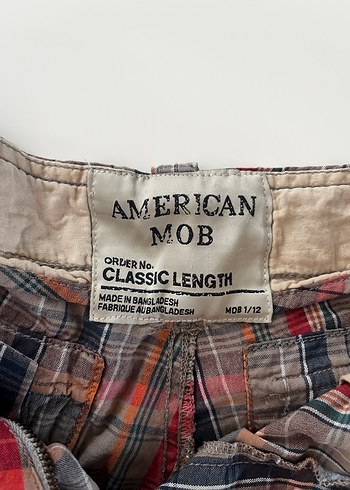 AMERICAN
MOB
ORDER No.
CLASSIC LENGTH
MADE IN BANGLADESH
FABRIQUE AU BANGLADESH MOB 1/12